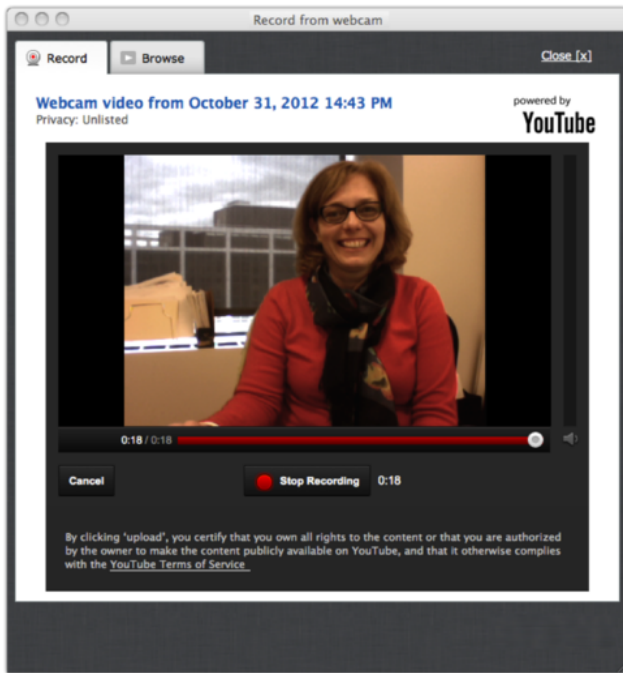 Record from webcam
Record
Browse
Close [x]
Webcam video from October 31, 2012 14:43 PM
Privacy: Unlisted
powered by
YouTube
0:18 / 0:18
Cancel
Stop Recording
0:18
By clicking 'upload', you certify that you own all rights to the content or that you are authorized
by the owner to make the content publicly available on YouTube, and that it otherwise complies
with the YouTube Terms of Service